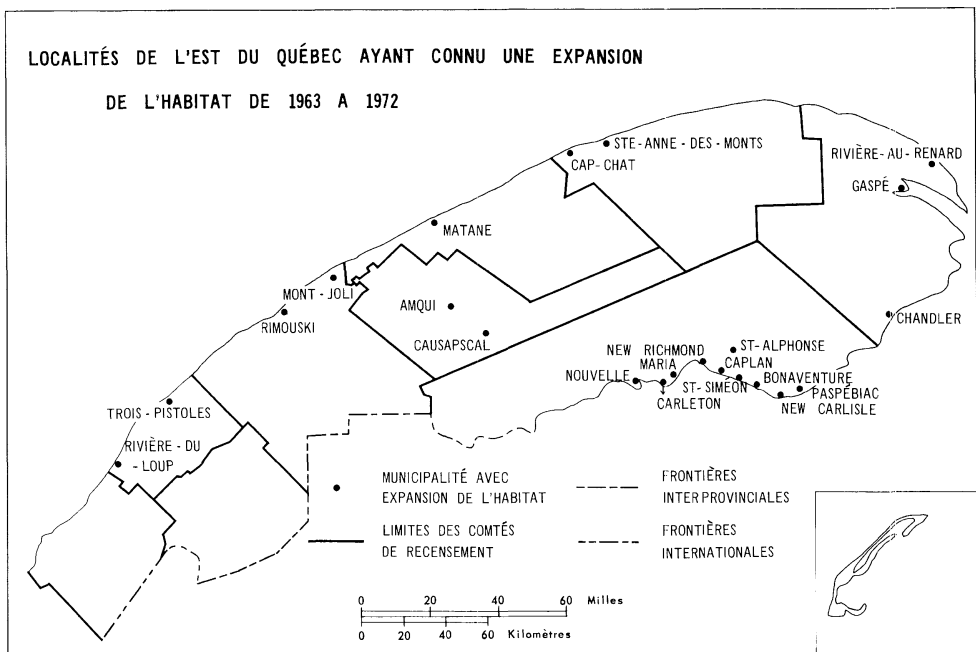 LOCALITÉS DE L'EST DU QUÉBEC AYANT CONNU UNE EXPANSION
DE L'HABITAT DE 1963 A 1972
STE-ANNE-DES-MONTS
CAP-CHAT
RIVIÈRE-AU-RENARD
GASPÉ
MATANE
MONT-JOLI
RIMOUSKI
AMQUI
CAUSAPSCAL
CHANDLER
NEW RICHMOND
ST-ALPHONSE
MARIA
CAPLAN
NOUVELLE
ST-SIMÉON
BONAVENTURE
CARLETON
PASPÉBIAC
NEW CARLISLE
TROIS-PISTOLES
RIVIÈRE-DU
-LOUP
MUNICIPALITÉ AVEC
EXPANSION DE L'HABITAT
FRONTIÈRES
INTERPROVINCIALES
LIMITES DES COMTÉS
DE RECENSEMENT
FRONTIÈRES
INTERNATIONALES
0 20 40 60 Milles
0 20 40 60 Kilomètres